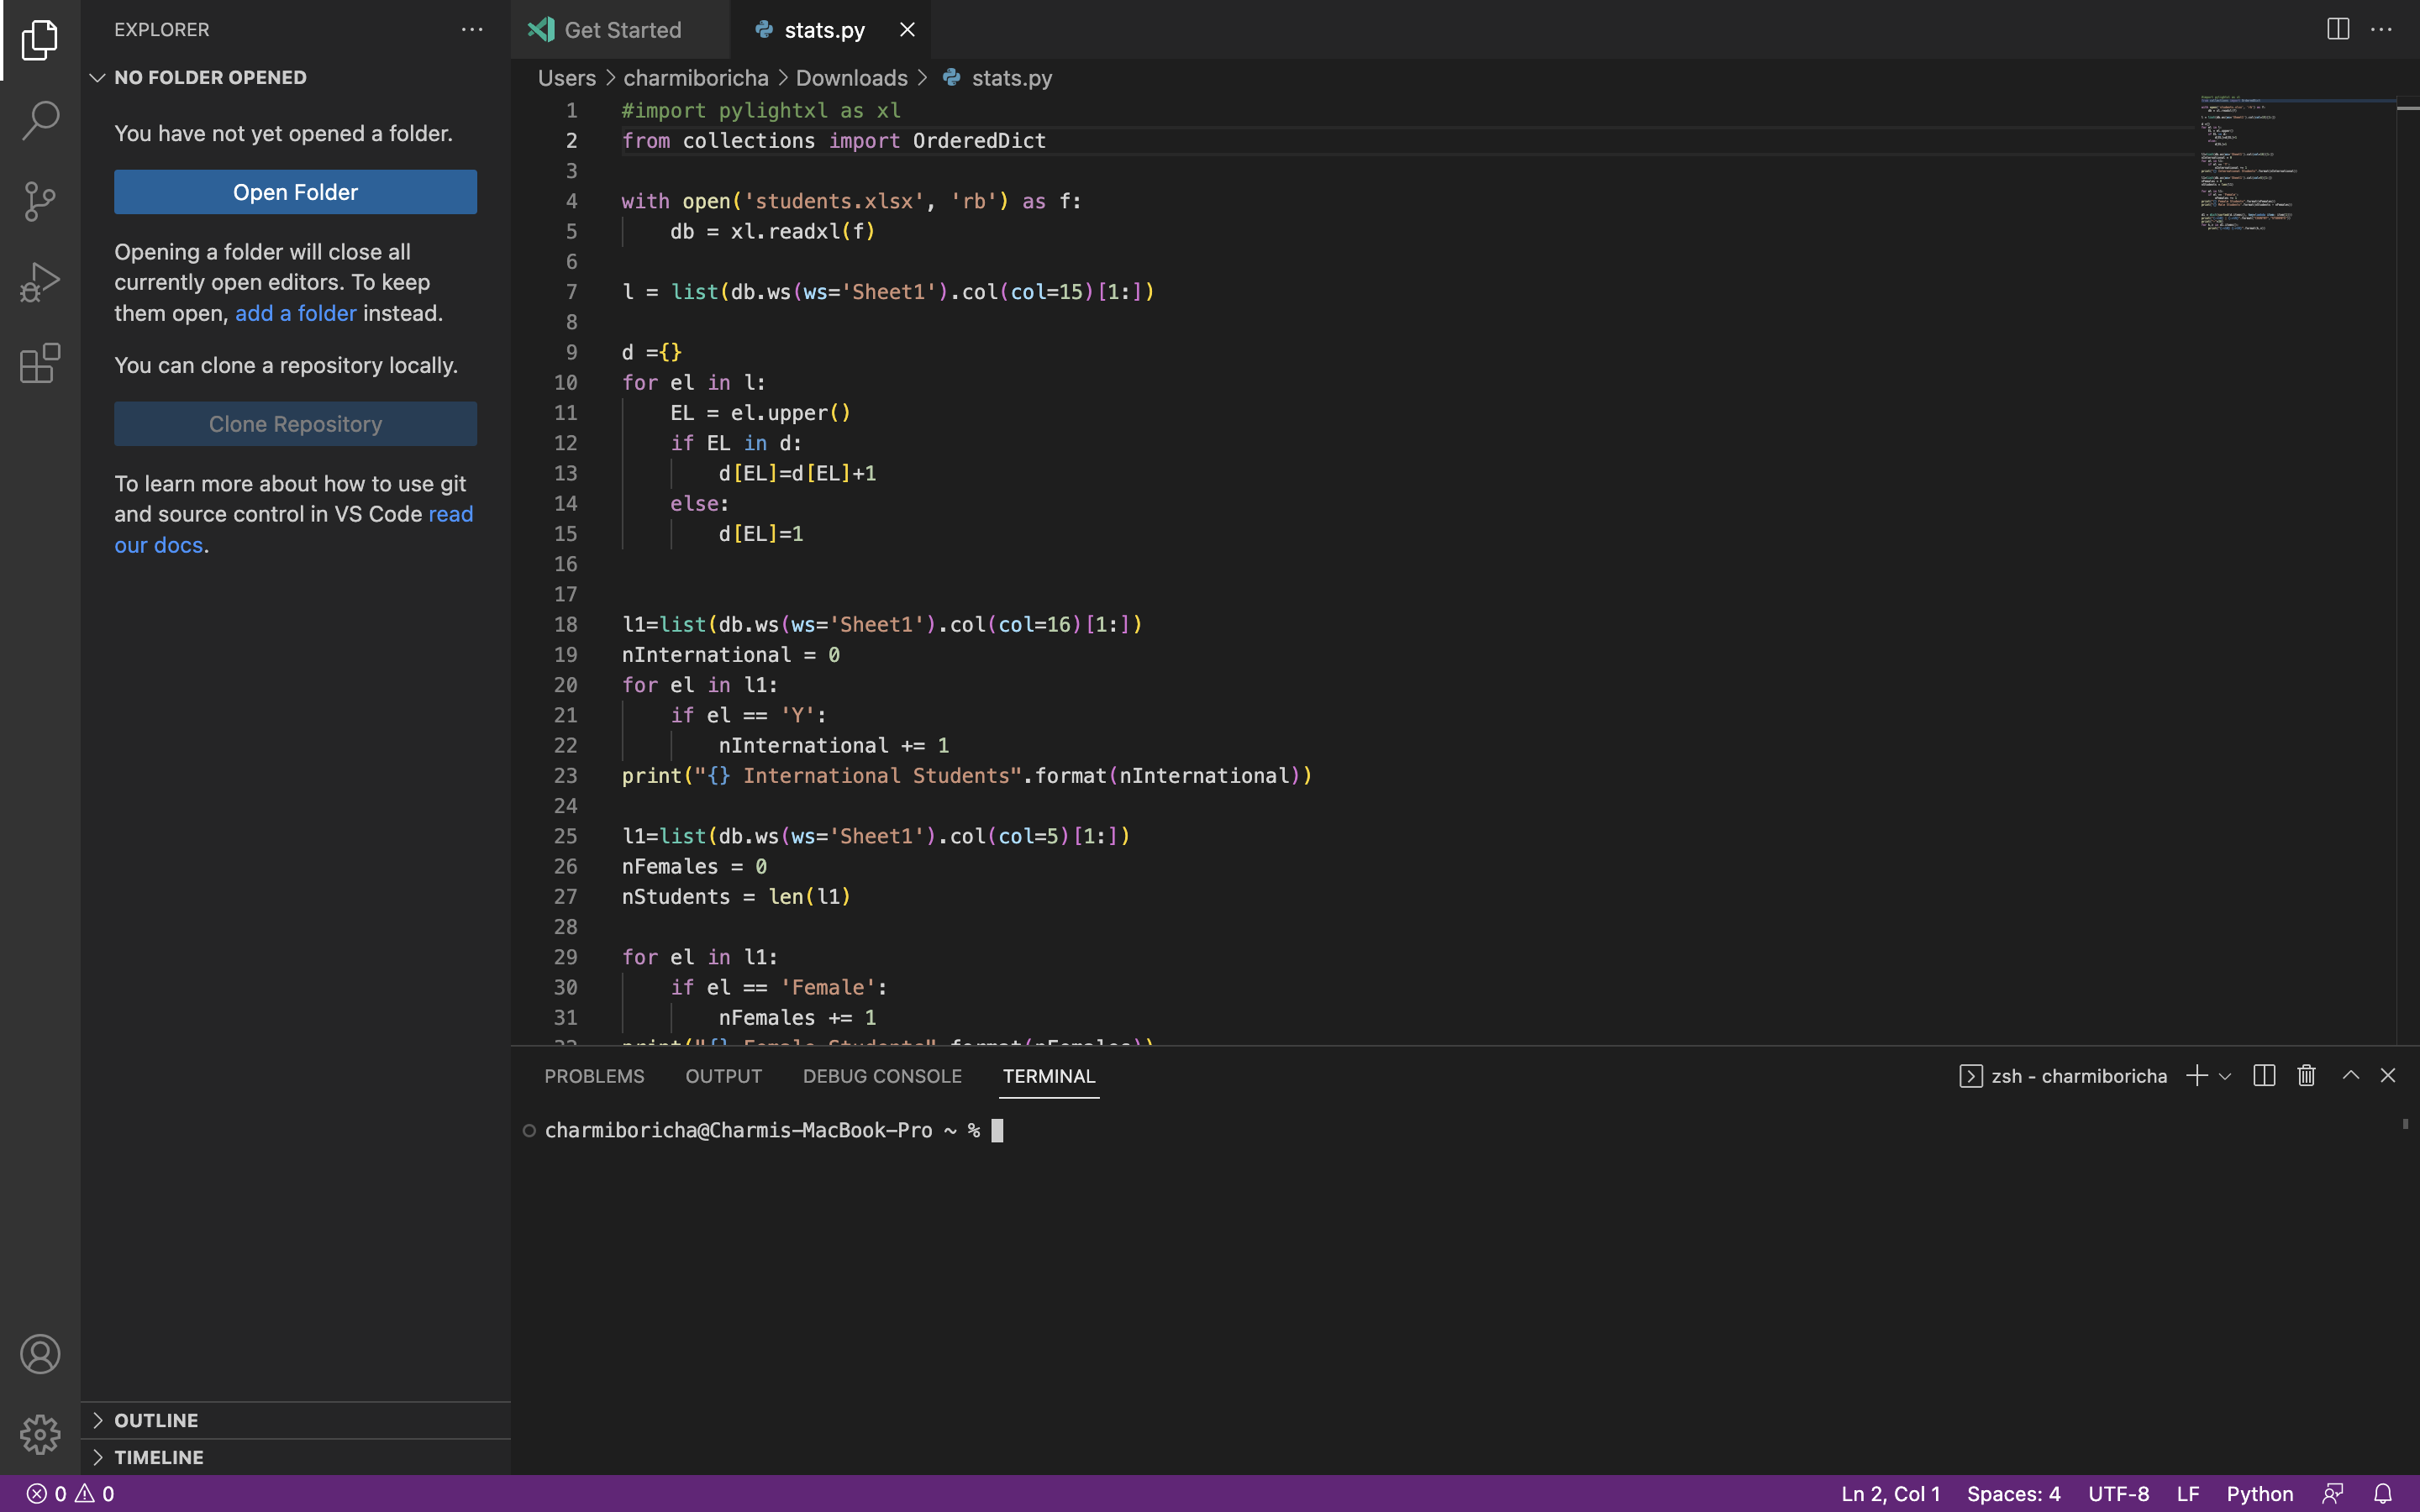 EXPLORER
NO FOLDER OPENED
You have not yet opened a folder.
Open Folder
Opening a folder will close all
currently open editors. To keep
them open, add a folder instead.
You can clone a repository locally.
Clone Repository
To learn more about how to use git
and source control in VS Code read
our docs.
OUTLINE
TIMELINE
Get Started
stats.py
Users > charmiboricha > Downloads > stats.py
1 #import pylightxl as xl
2 from collections import OrderedDict
3
4 with open('students.xlsx', 'rb') as f:
5     db = xl.readxl(f)
6
7 l = list(db.ws(ws='Sheet1').col(col=15)[1:])
8
9 d ={}
10 for el in l:
11     EL = el.upper()
12     if EL in d:
13         d[EL]=d[EL]+1
14     else:
15         d[EL]=1
16
17
18 l1=list(db.ws(ws='Sheet1').col(col=16)[1:])
19 nInternational = 0
20 for el in l1:
21     if el == 'Y':
22         nInternational += 1
23 print("{} International Students".format(nInternational))
24
25 l1=list(db.ws(ws='Sheet1').col(col=5)[1:])
26 nFemales = 0
27 nStudents = len(l1)
28
29 for el in l1:
30     if el == 'Female':
31         nFemales += 1
32 print("{} Female Students".format(nFemales))
PROBLEMS OUTPUT DEBUG CONSOLE TERMINAL
zsh - charmiboricha
charmiboricha@Charmis-MacBook-Pro ~ %
0 0
Ln 2, Col 1 Spaces: 4 UTF-8 LF Python